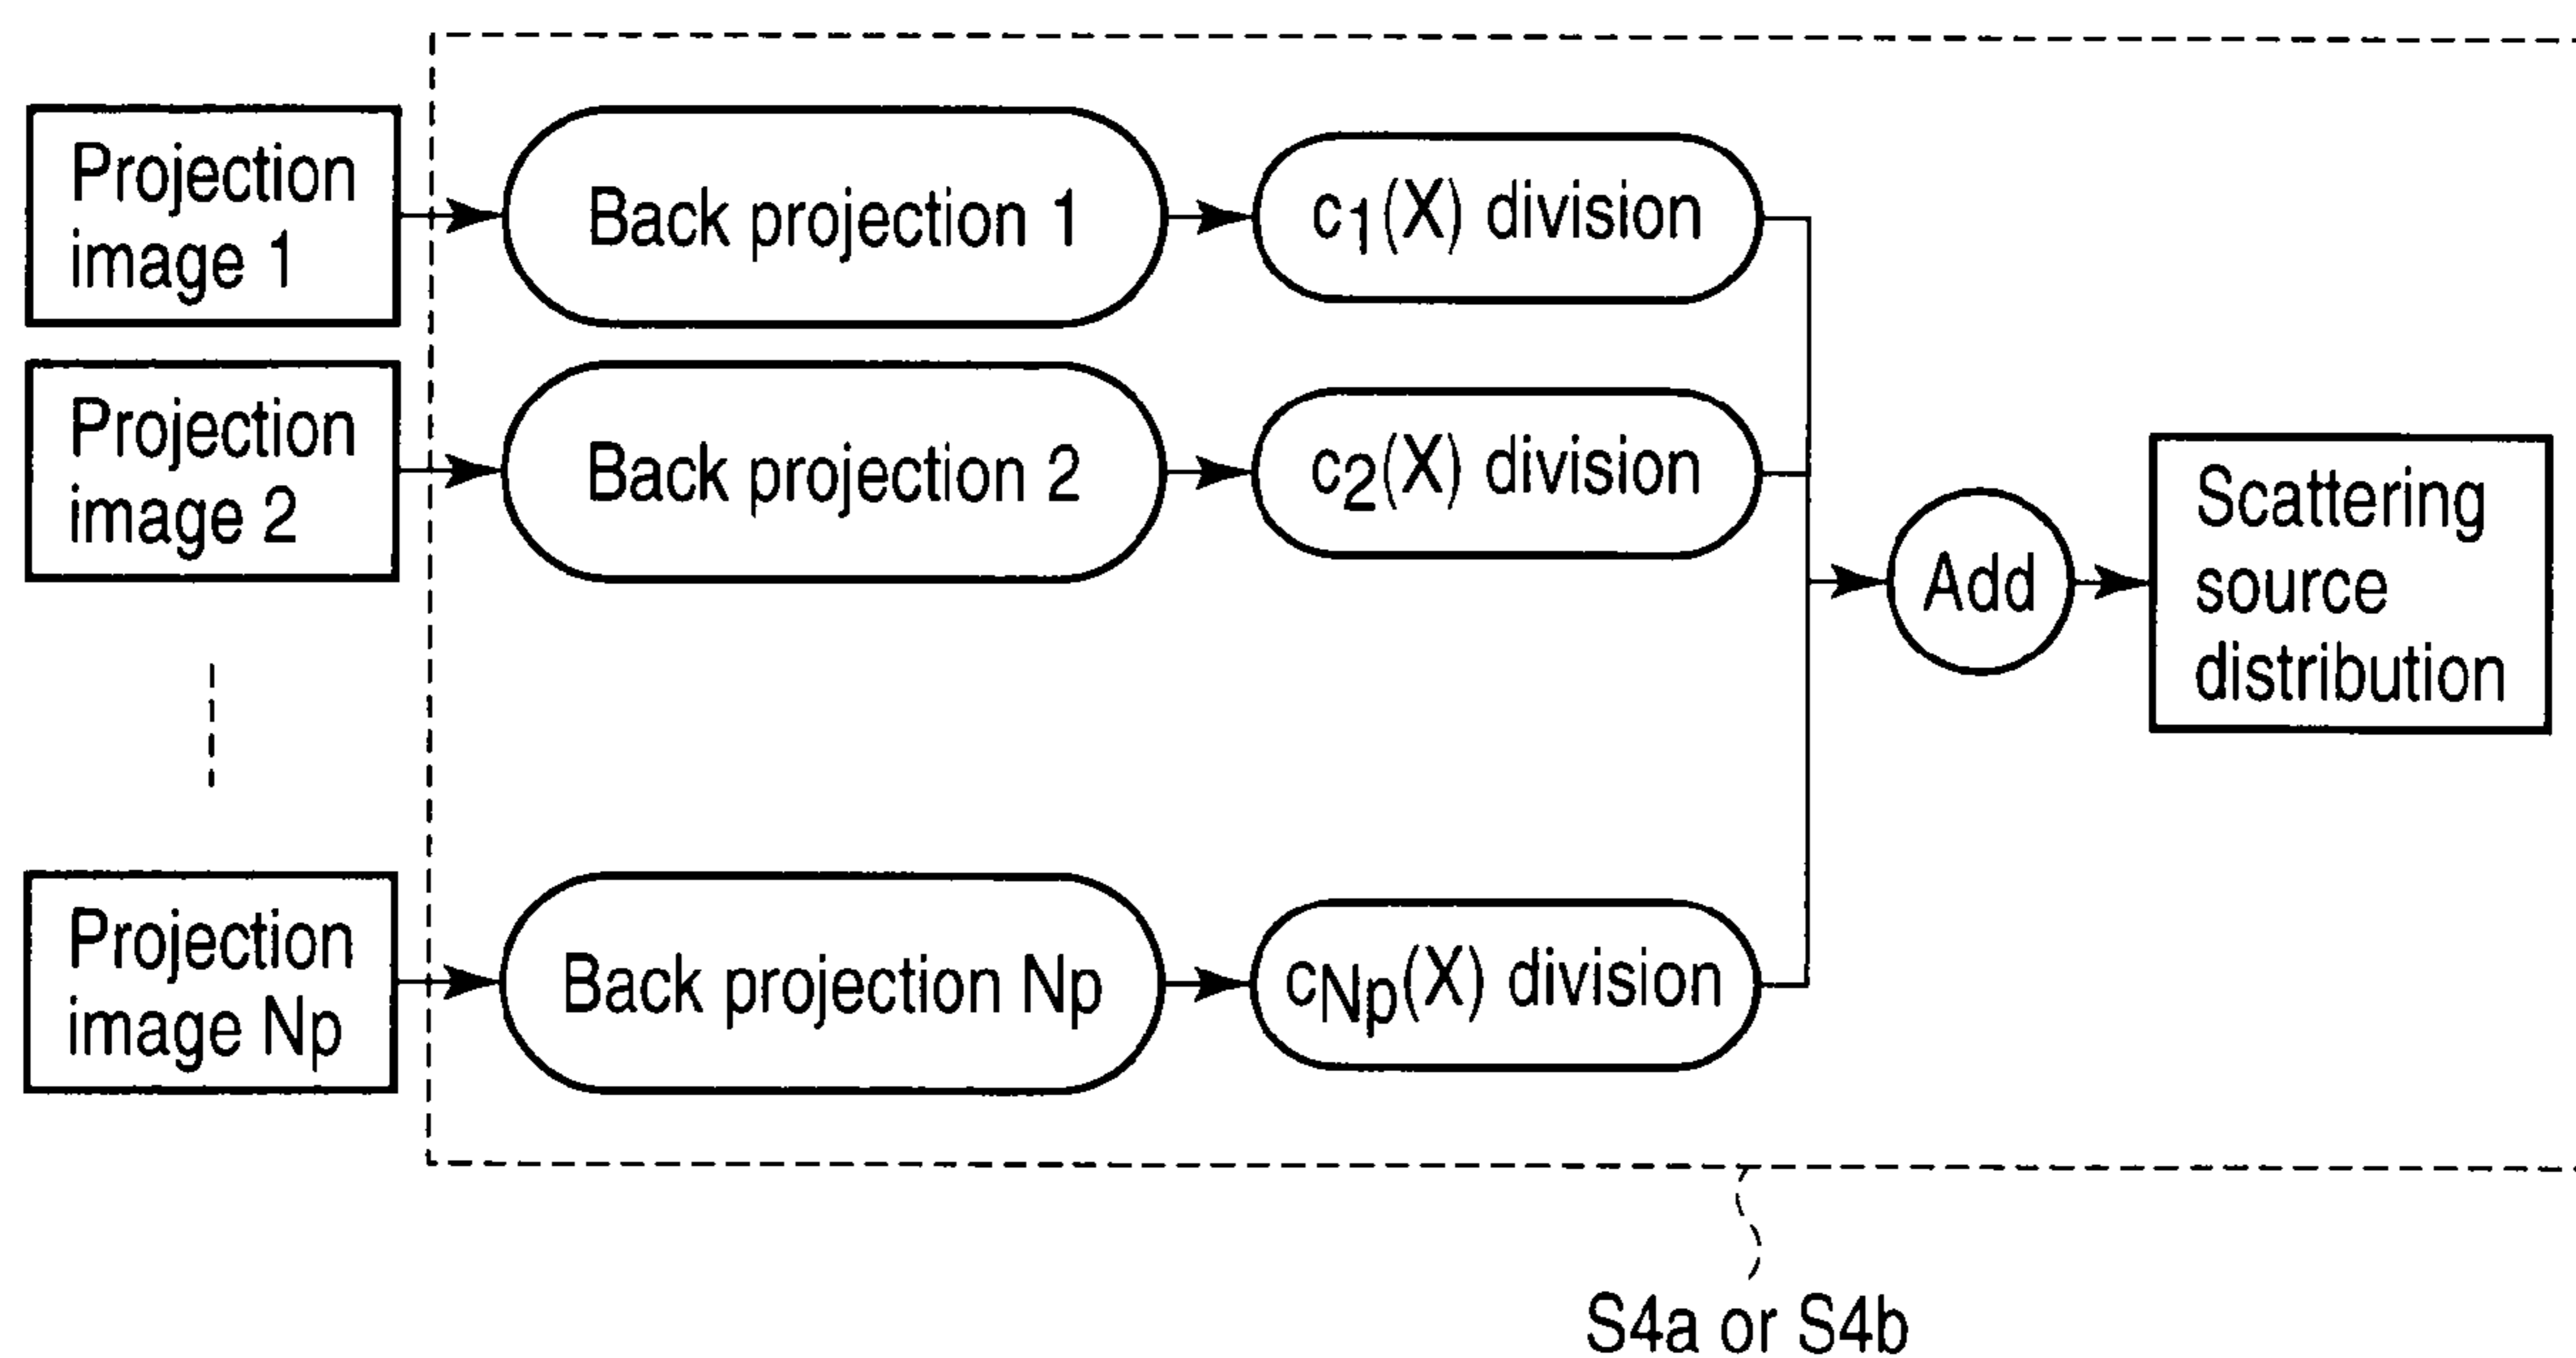 Projection
image 1
Back projection 1
c1(X) division
Projection
image 2
Back projection 2
c2(X) division
Add
Scattering
source
distribution
Projection
image Np
Back projection Np
cNp(X) division
S4a or S4b